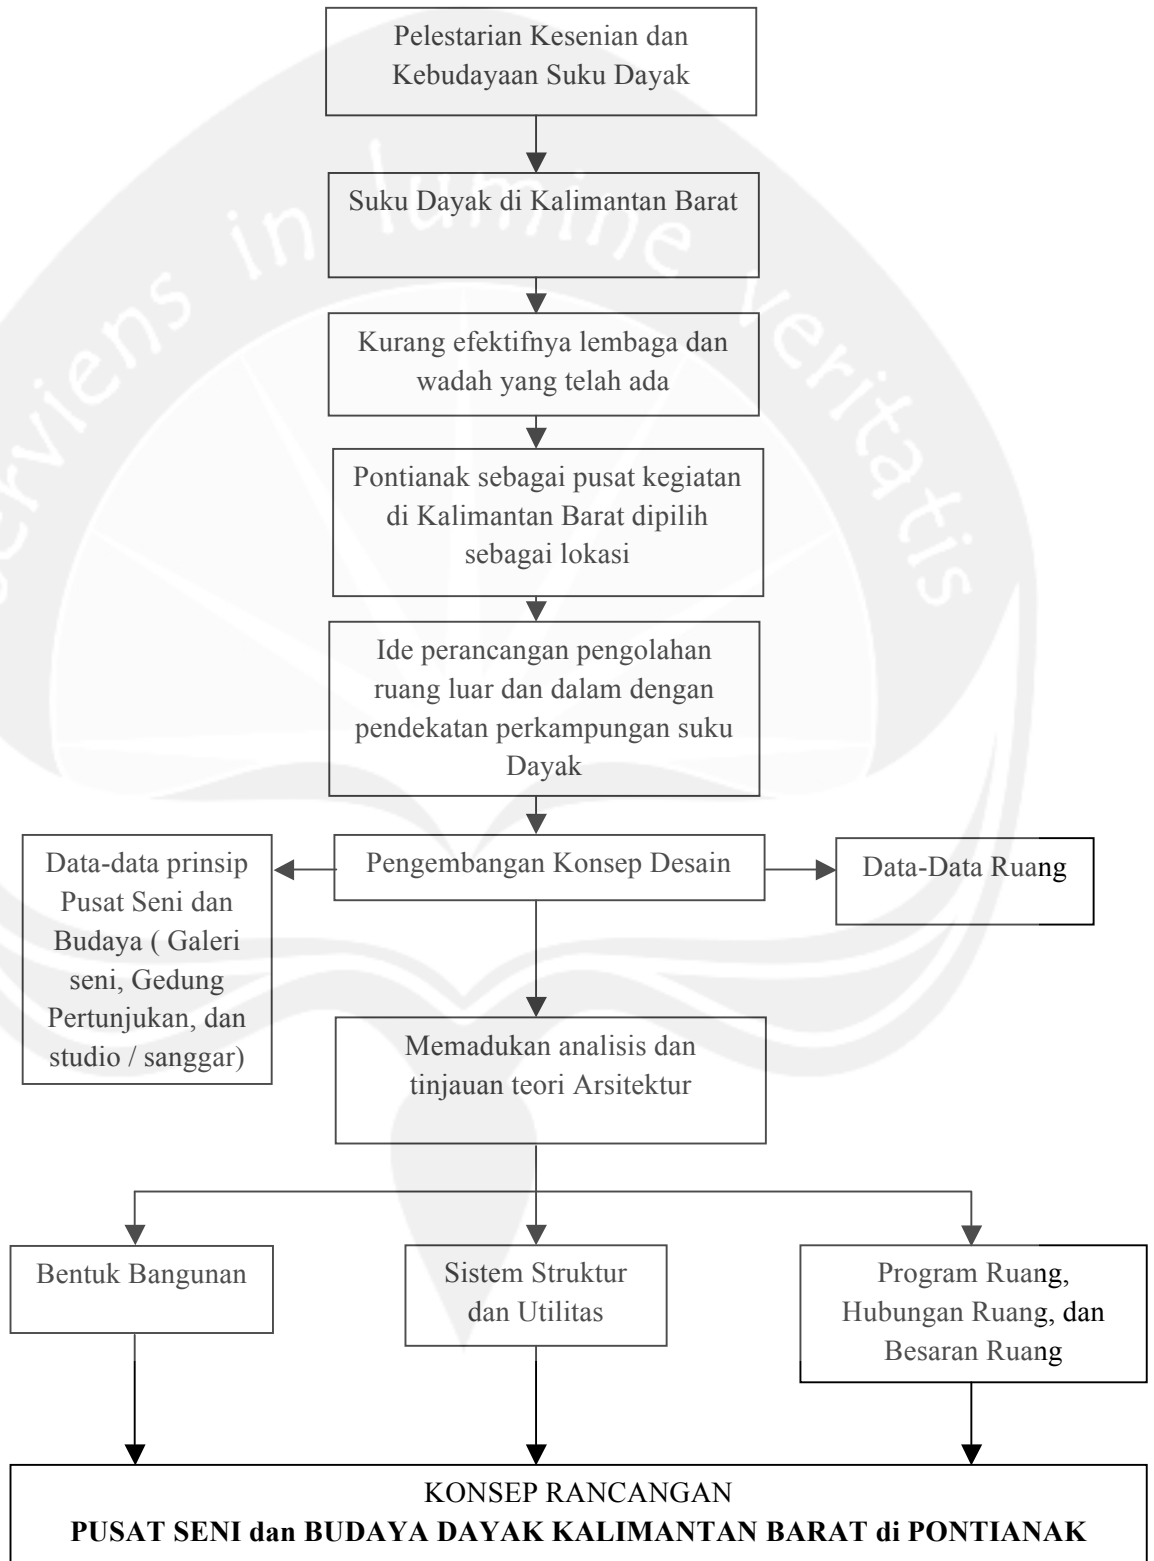 serviens in lumine veritatis
Pelestarian Kesenian dan
Kebudayaan Suku Dayak
Suku Dayak di Kalimantan Barat
Kurang efektifnya lembaga dan
wadah yang telah ada
Pontianak sebagai pusat kegiatan
di Kalimantan Barat dipilih
sebagai lokasi
Ide perancangan pengolahan
ruang luar dan dalam dengan
pendekatan perkampungan suku
Dayak
Data-data prinsip
Pusat Seni dan
Budaya ( Galeri
seni, Gedung
Pertunjukan, dan
studio / sanggar)
Pengembangan Konsep Desain
Data-Data Ruang
Memadukan analisis dan
tinjauan teori Arsitektur
Bentuk Bangunan
Sistem Struktur
dan Utilitas
Program Ruang,
Hubungan Ruang, dan
Besaran Ruang
KONSEP RANCANGAN
PUSAT SENI dan BUDAYA DAYAK KALIMANTAN BARAT di PONTIANAK